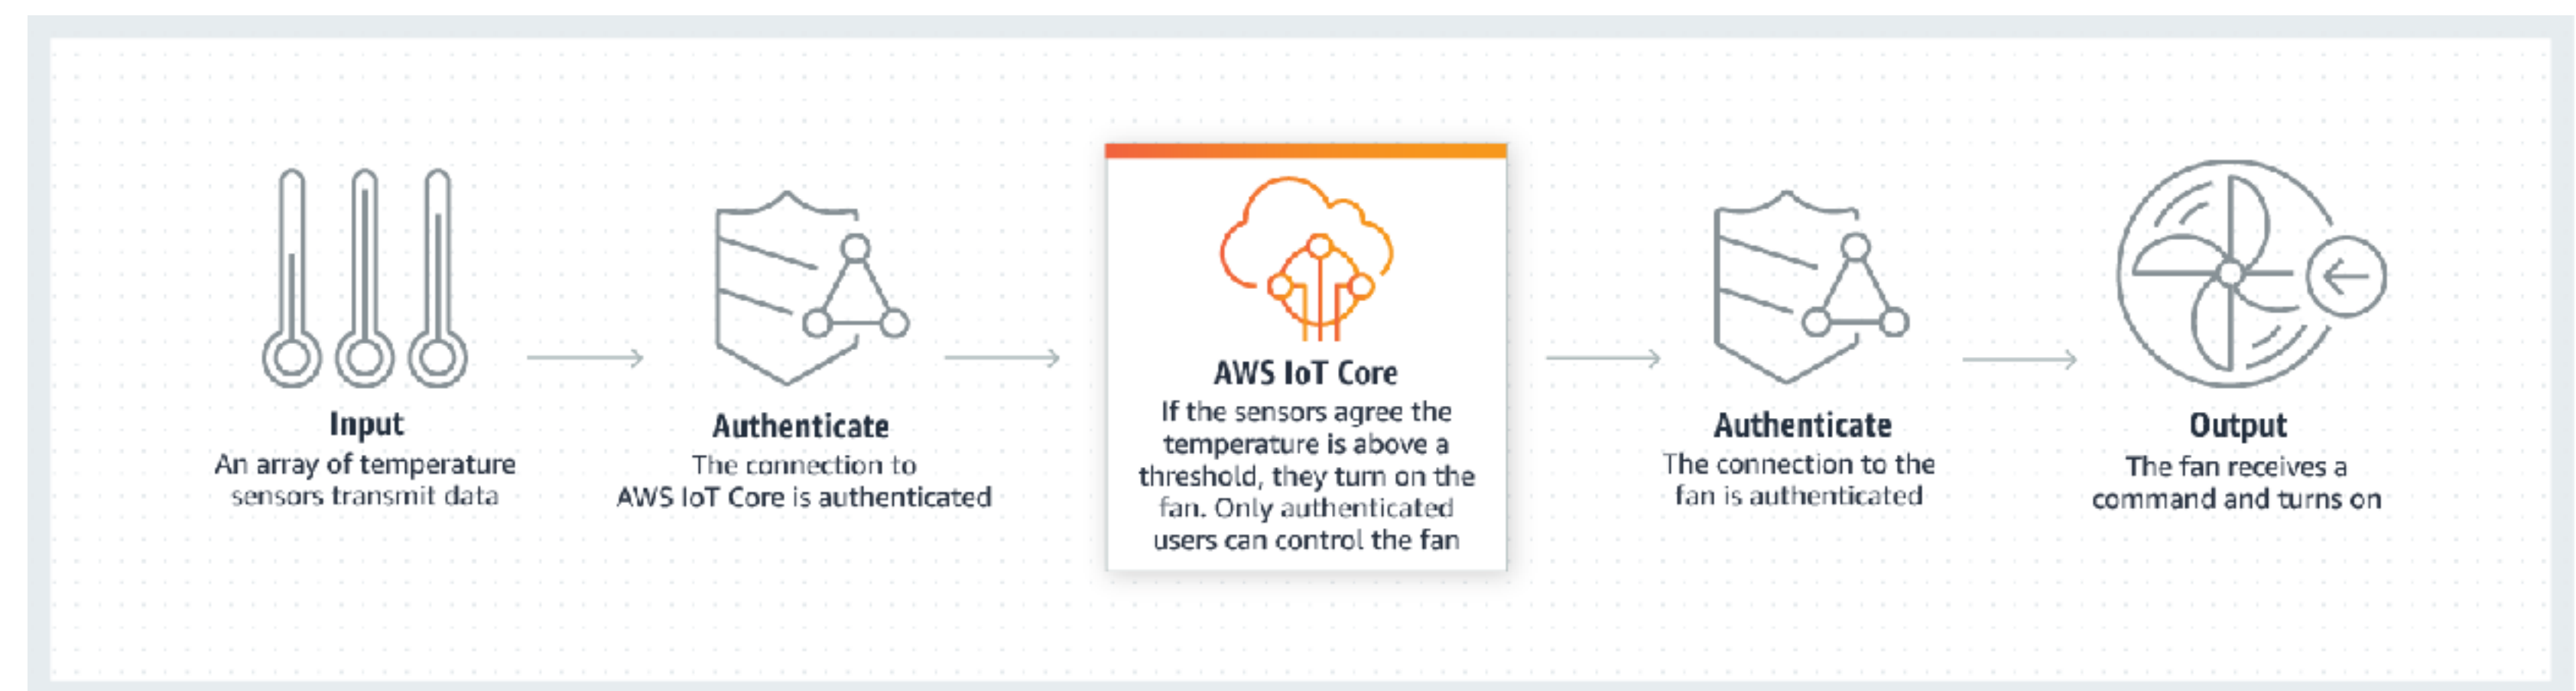 Input
An array of temperature
sensors transmit data
Authenticate
The connection to
AWS IoT Core is authenticated
AWS IoT Core
If the sensors agree the
temperature is above a
threshold, they turn on the
fan. Only authenticated
users can control the fan
Authenticate
The connection to the
fan is authenticated
Output
The fan receives a
command and turns on